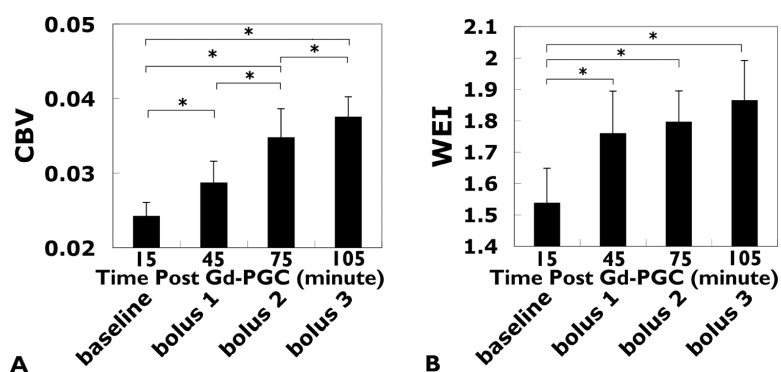 0.05
0.04
0.03
0.02
CBV
*
*
*
*
*
15 45 75 105
Time Post Gd-PGC (minute)
baseline
bolus 1
bolus 2
bolus 3
A
2.1
2
1.9
1.8
1.7
1.6
1.5
1.4
WEI
*
*
*
15 45 75 105
Time Post Gd-PGC (minute)
baseline
bolus 1
bolus 2
bolus 3
B